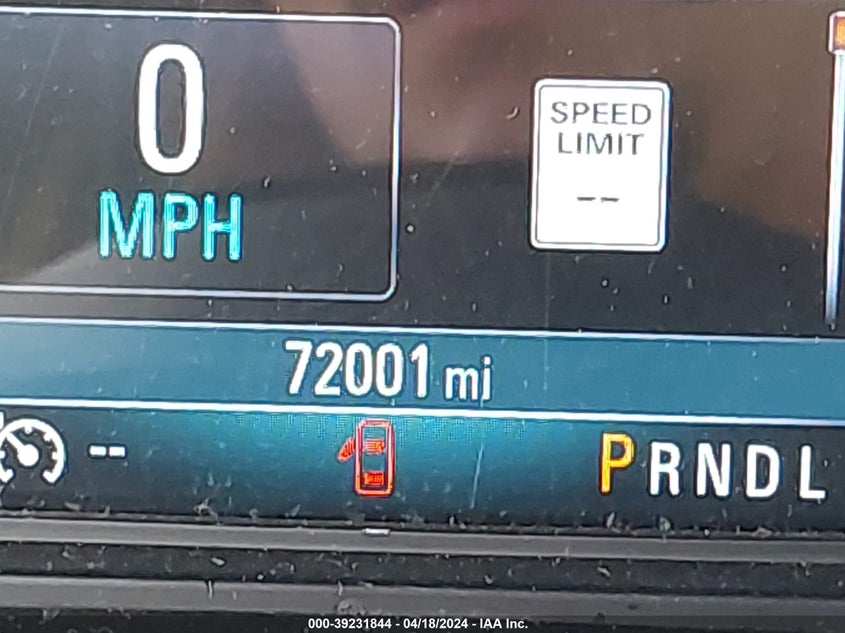 0
MPH
SPEED
LIMIT
--
72001 mi
--
PRNDL
000-39231844 - 04/18/2024 - IAA Inc.